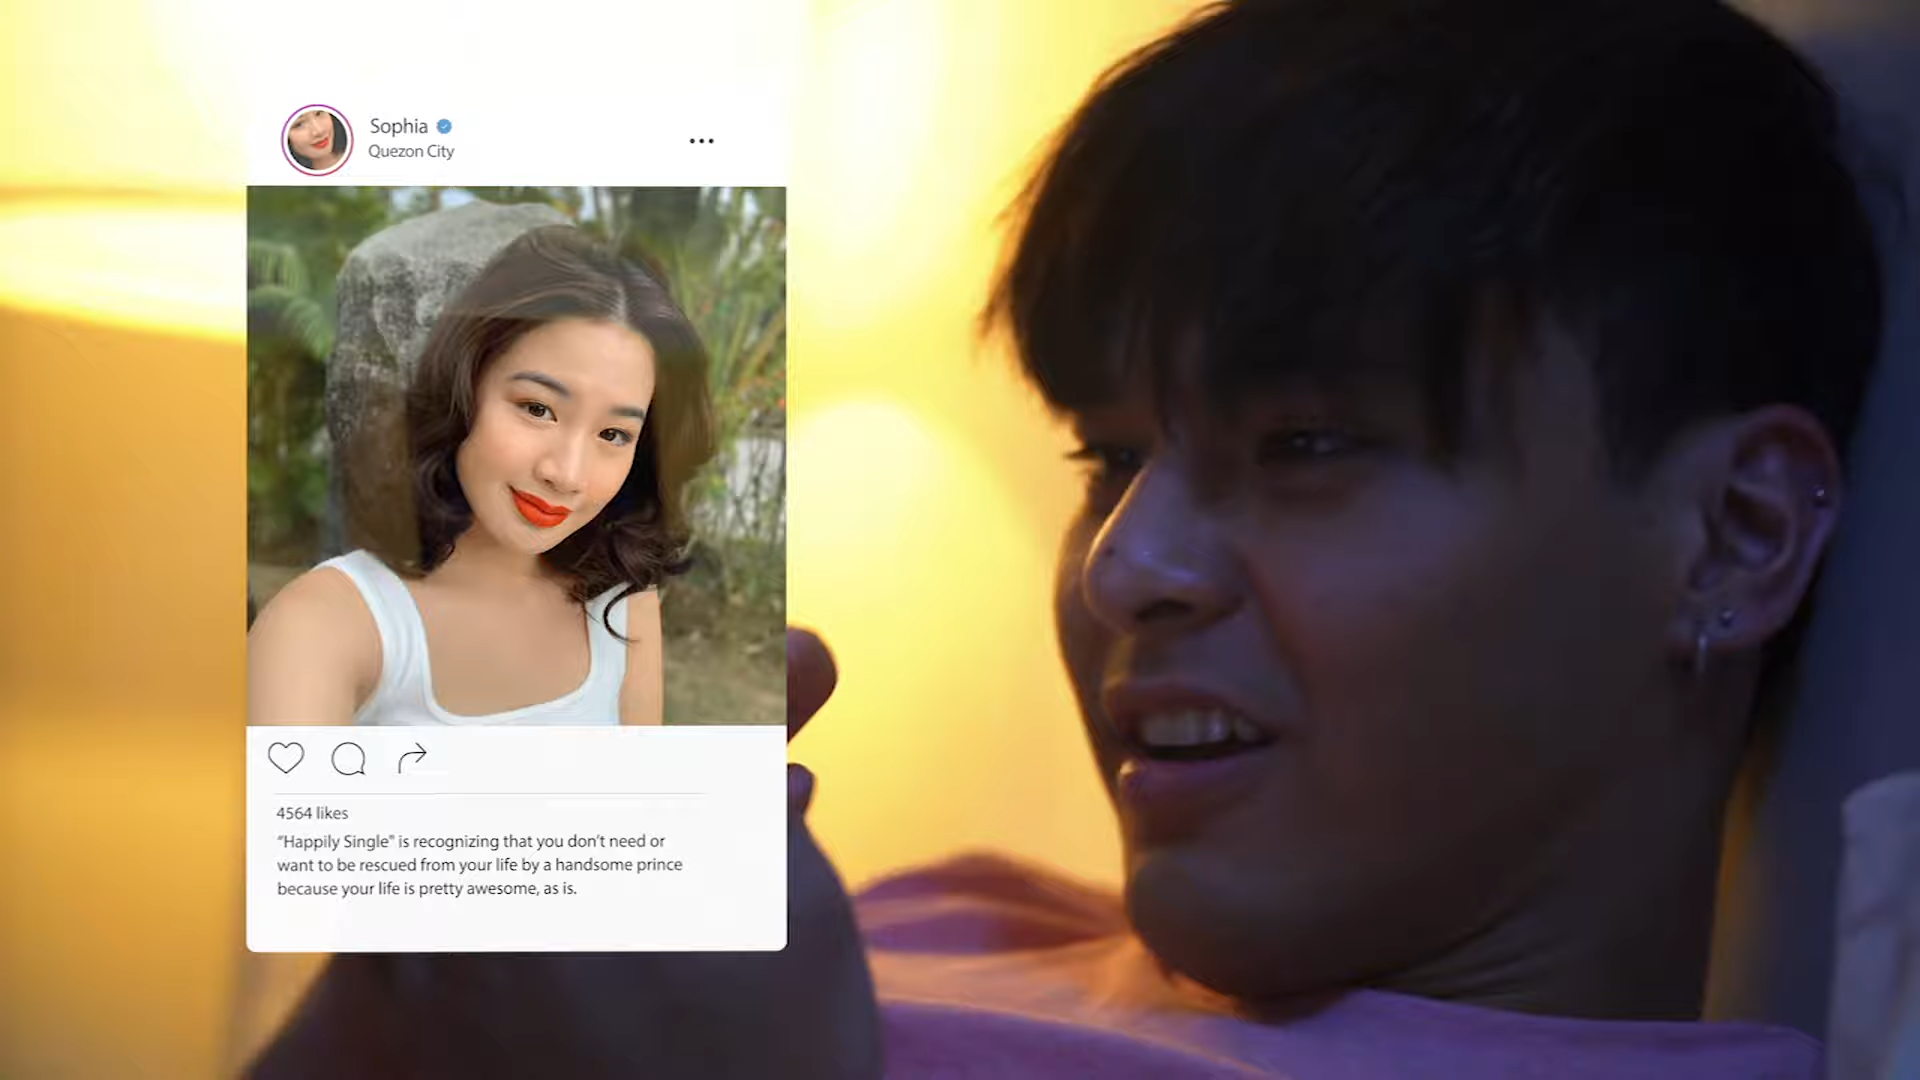 Sophia
Quezon City
4564 likes
“Happily Single" is recognizing that you don’t need or
want to be rescued from your life by a handsome prince
because your life is pretty awesome, as is.